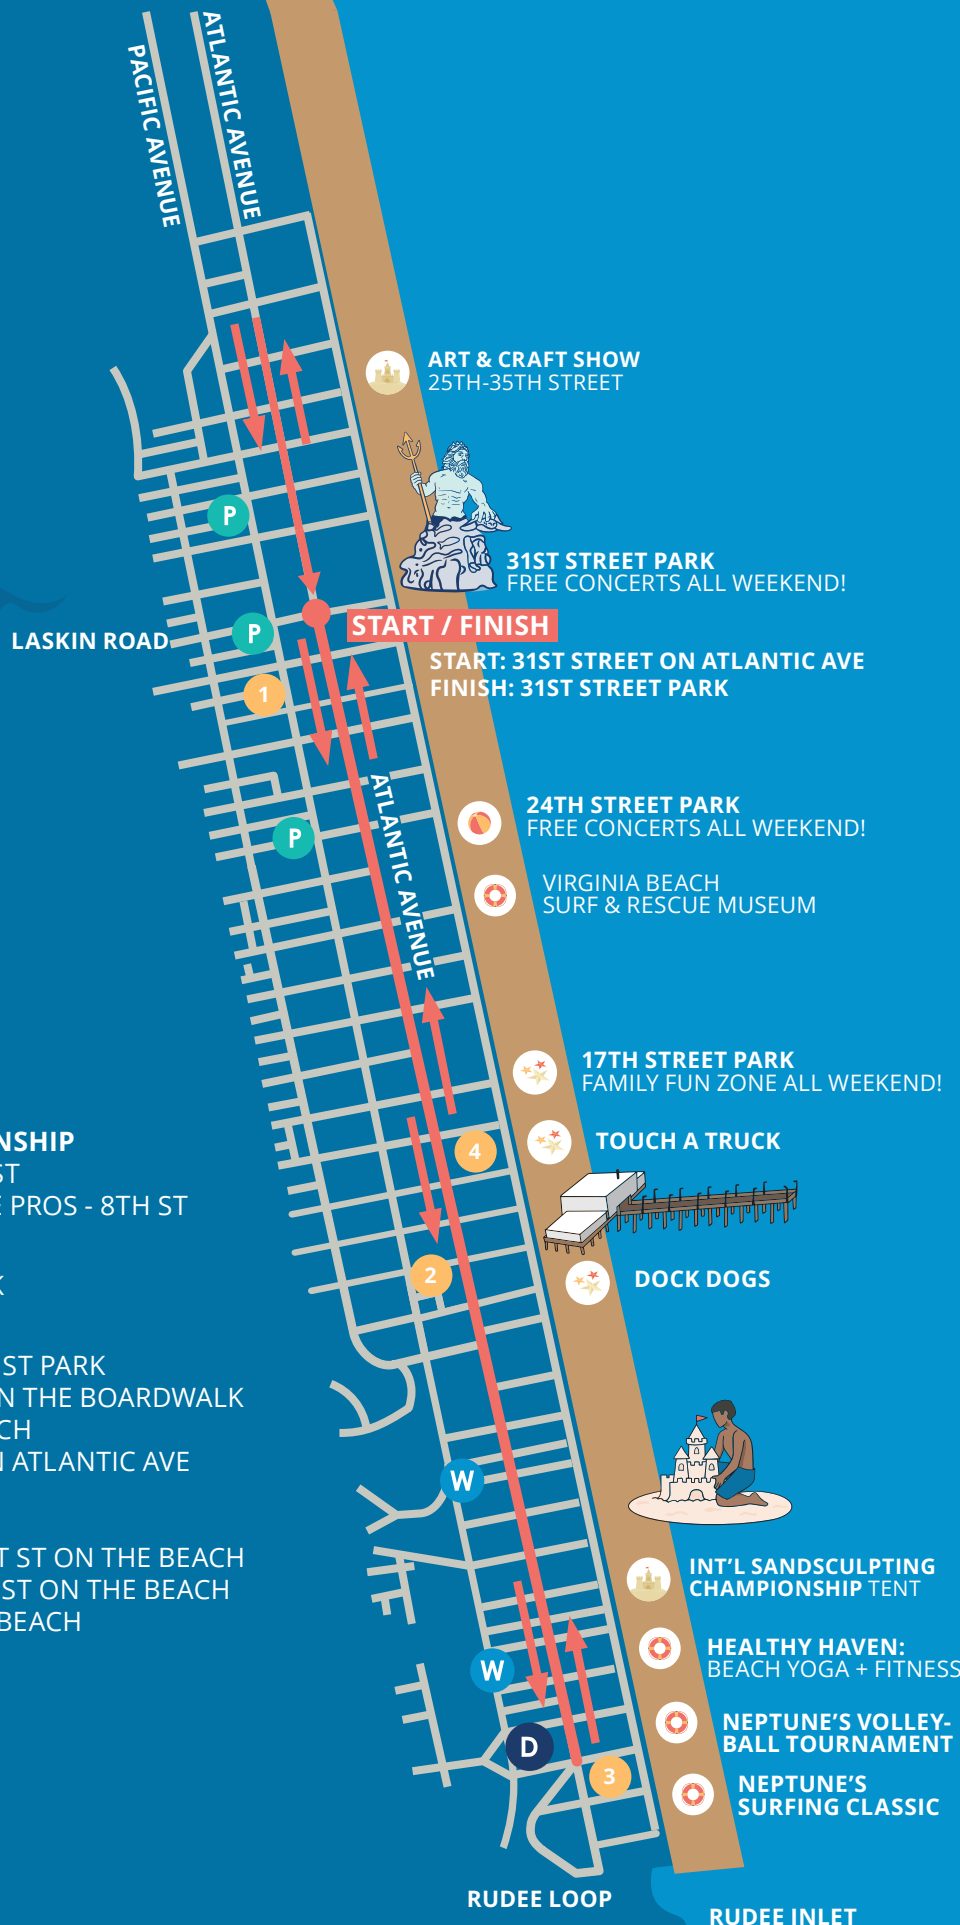 PACIFIC AVENUE
ATLANTIC AVENUE
ART & CRAFT SHOW
25TH-35TH STREET
P
31ST STREET PARK
FREE CONCERTS ALL WEEKEND!
LASKIN ROAD
P
START / FINISH
START: 31ST STREET ON ATLANTIC AVE
FINISH: 31ST STREET PARK
1
ATLANTIC AVENUE
24TH STREET PARK
FREE CONCERTS ALL WEEKEND!
P
VIRGINIA BEACH
SURF & RESCUE MUSEUM
17TH STREET PARK
FAMILY FUN ZONE ALL WEEKEND!
TOUCH A TRUCK
4
NSHIP
ST
E PROS - 8TH ST
2
DOCK DOGS
K
ST PARK
N THE BOARDWALK
CH
N ATLANTIC AVE
W
T ST ON THE BEACH
ST ON THE BEACH
BEACH
INT'L SANDSCULPTING
CHAMPIONSHIP TENT
HEALTHY HAVEN:
BEACH YOGA + FITNESS
W
NEPTUNE'S VOLLEY-
BALL TOURNAMENT
D
3
NEPTUNE'S
SURFING CLASSIC
RUDEE LOOP
RUDEE INLET